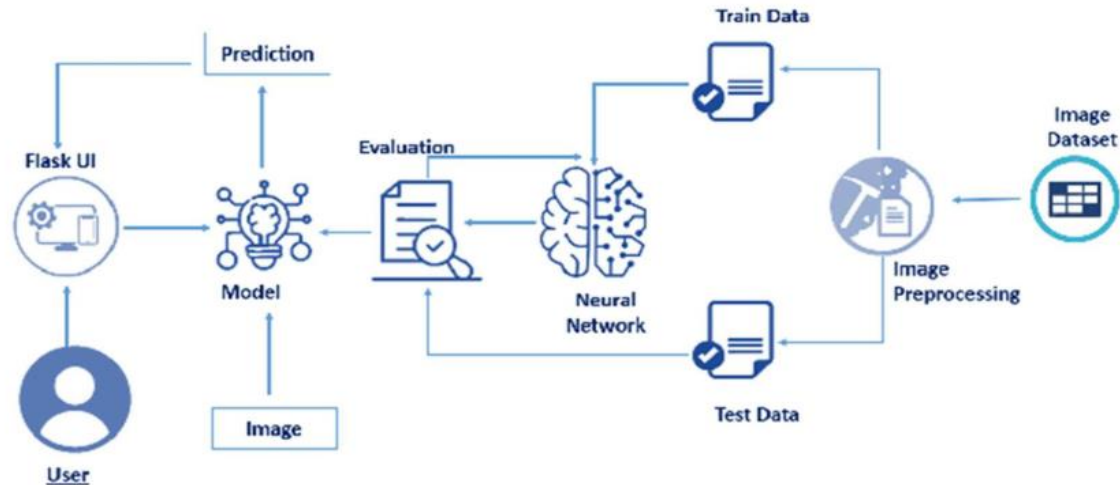 Train Data
Prediction
Image
Dataset
Evaluation
Flask UI
Image
Preprocessing
Model
Neural
Network
Test Data
Image
User